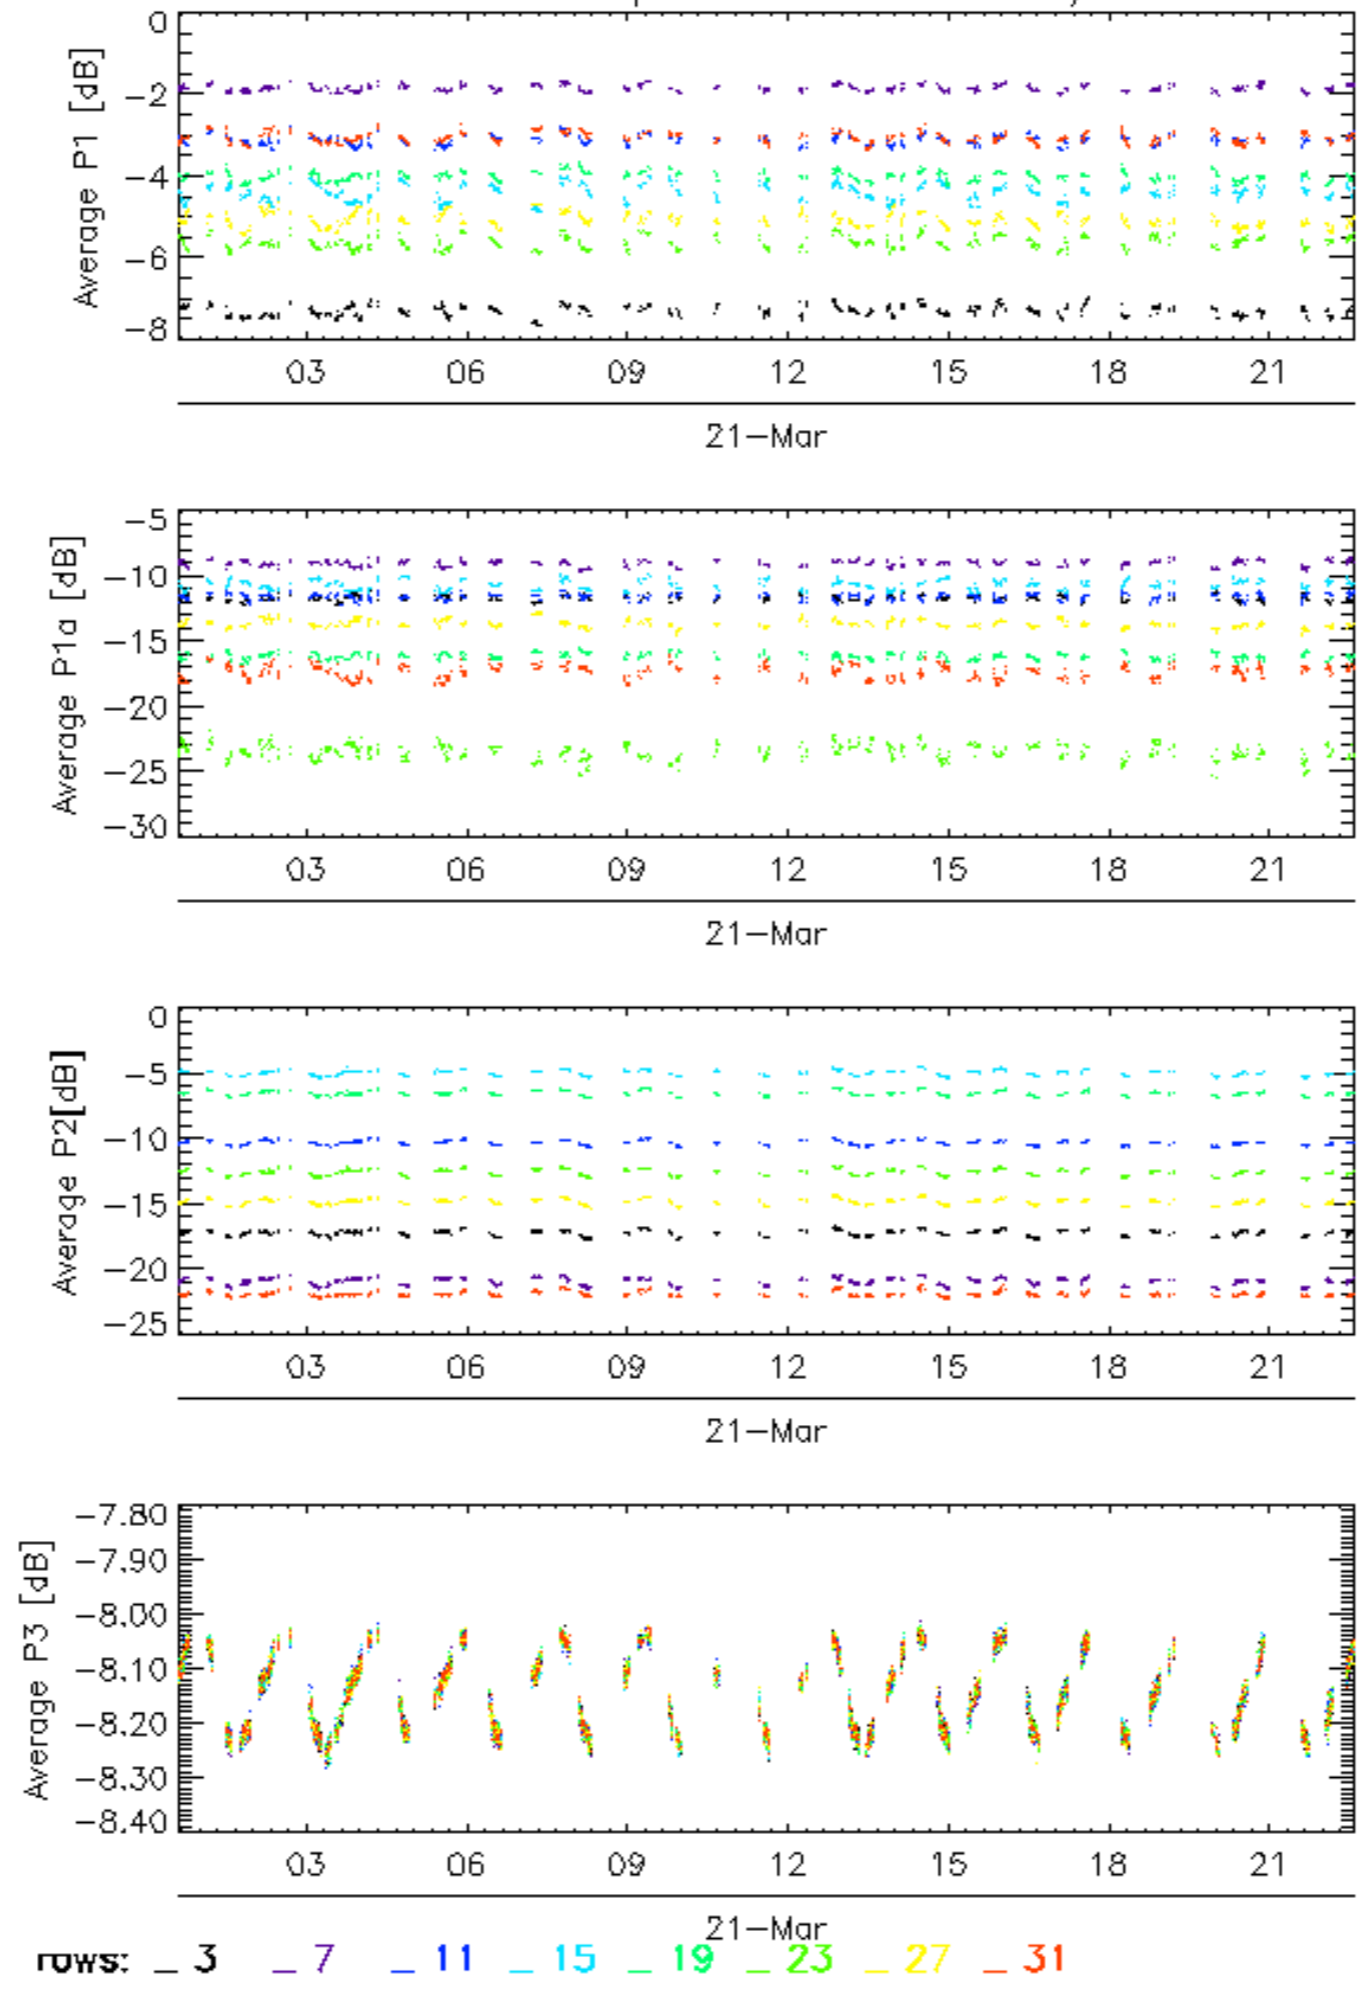 0
−2
−4
−6
−8
Average P1 [dB]
03 06 09 12 15 18 21
21−Mar
−5
−10
−15
−20
−25
−30
Average P1a [dB]
03 06 09 12 15 18 21
21−Mar
0
−5
−10
−15
−20
−25
Average P2[dB]
03 06 09 12 15 18 21
21−Mar
−7.80
−7.90
−8.00
−8.10
−8.20
−8.30
−8.40
Average P3 [dB]
03 06 09 12 15 18 21
21−Mar
rows: _ 3 _ 7 _ 11 _ 15 _ 19 _ 23 _ 27 _ 31